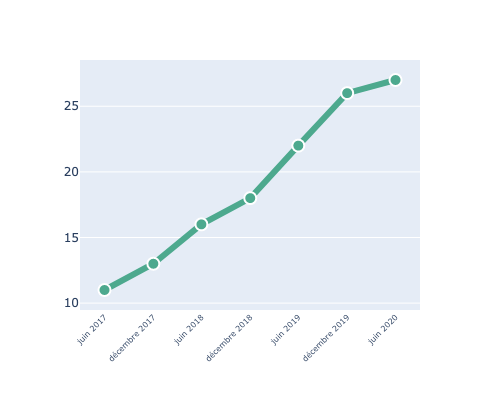 25
20
15
10
juin 2017
décembre 2017
juin 2018
décembre 2018
juin 2019
décembre 2019
juin 2020